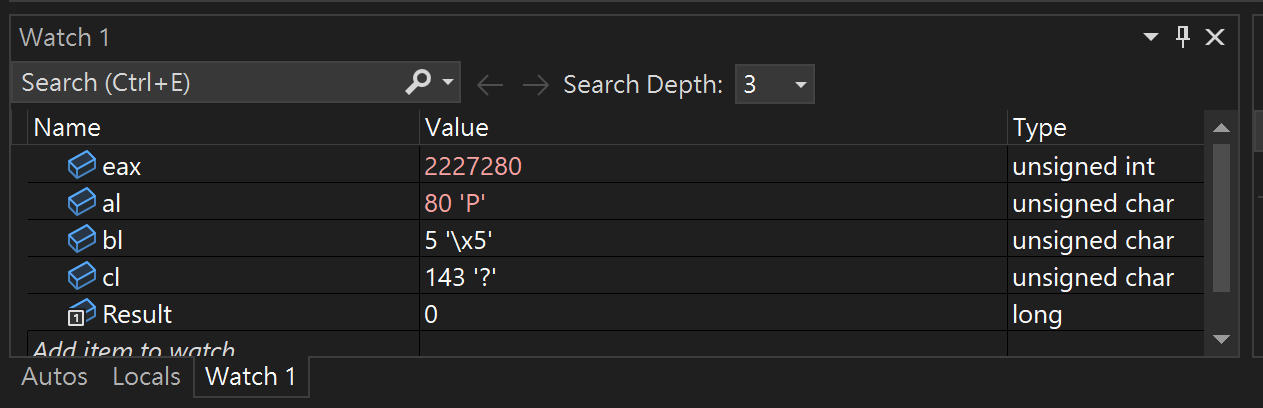 Watch 1
Search (Ctrl+E) Search Depth: 3
Name Value Type
eax 2227280 unsigned int
al 80 'P' unsigned char
bl 5 '\x5' unsigned char
cl 143 '?' unsigned char
1 Result 0 long
Add item to watch
Autos Locals Watch 1